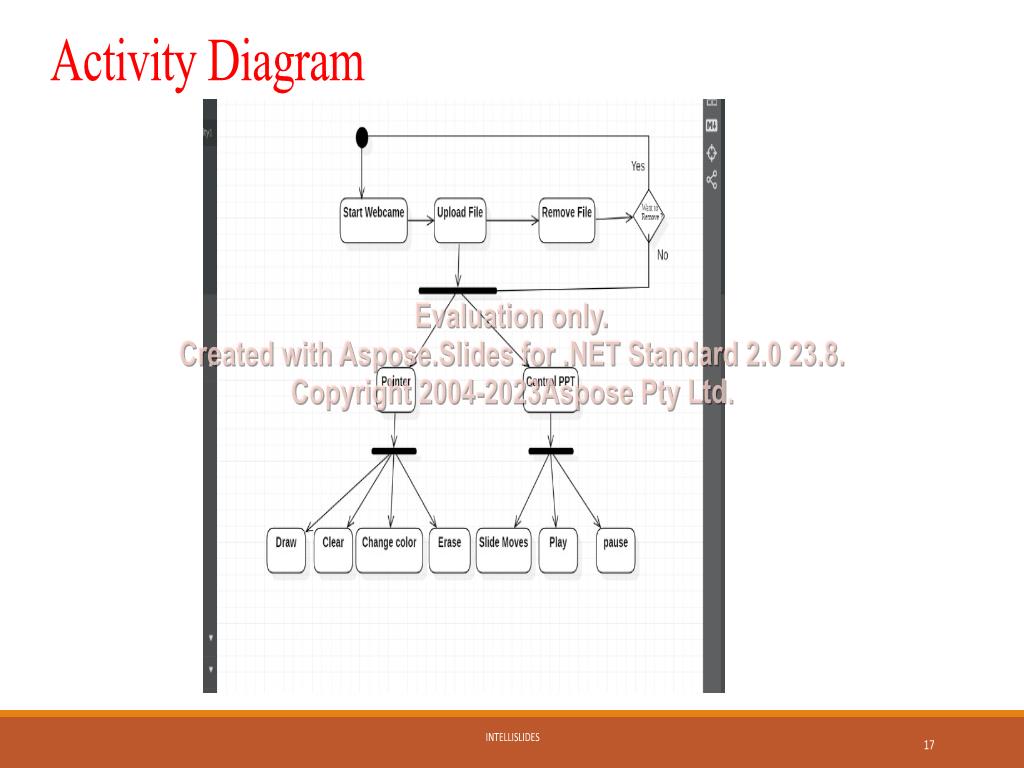 Activity Diagram
Yes
Start Webcame
Upload File
Remove File
Want to
Remove ?
No
Evaluation only.
Created with Aspose.Slides for .NET Standard 2.0 23.8.
Copyright 2004-2023Aspose Pty Ltd.
Pointer
Control PPT
Draw
Clear
Change color
Erase
Slide Moves
Play
pause
INTELLISLIDES
17